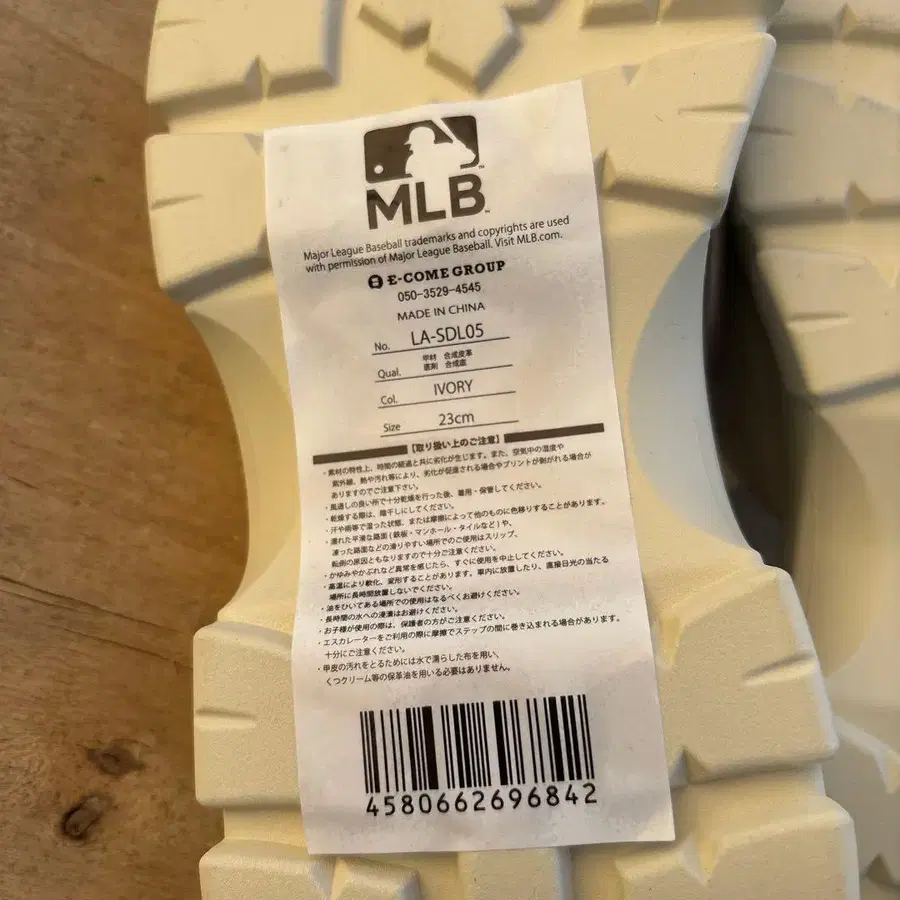 MLB™
Major League Baseball trademarks and copyrights are used
with permission of Major League Baseball. Visit MLB.com.
E-COME GROUP
050-3529-4545
MADE IN CHINA
No. LA-SDL05
Qual. 甲材 合成皮革
底剤 合成底
Col. IVORY
Size 23cm
【取り扱い上のご注意】
・素材の特性上、時間の経過と共に劣化が生じます。また、空気中の湿度や
紫外線、熱や汚れ等により、劣化が促進される場合やプリントが剥がれる場合が
ありますのでご注意下さい。
・風通しの良い所で十分乾燥を行った後、着用・保管してください。
・乾燥する際は、陰干しにしてください。
・汗や雨等で湿った状態、または摩擦によって他のものに色移りすることがあります。
・濡れた平滑な路面(鉄板・マンホール・タイルなど)や、
凍った路面などの滑りやすい場所でのご使用はスリップ、
転倒の原因ともなりますので十分ご注意ください。
・かゆみやかぶれなど異常を感じたら、すぐに使用を中止してください。
・高温により軟化、変形することがあります。車内に放置したり、直接日光の当たる
場所に長時間放置しないでください。
・油をひいてある場所での使用はなるべくお避けください。
・長時間の水への浸漬はお避けください。
・お子様が使用の際は、保護者の方がご注意ください。
・エスカレーターをご利用の際に摩擦でステップの間に巻き込まれる場合があります。
十分にご注意ください。
・甲皮の汚れをとるためには水で濡らした布を用い、
くつクリーム等の保革油を用いる必要はありません。
4580662696842